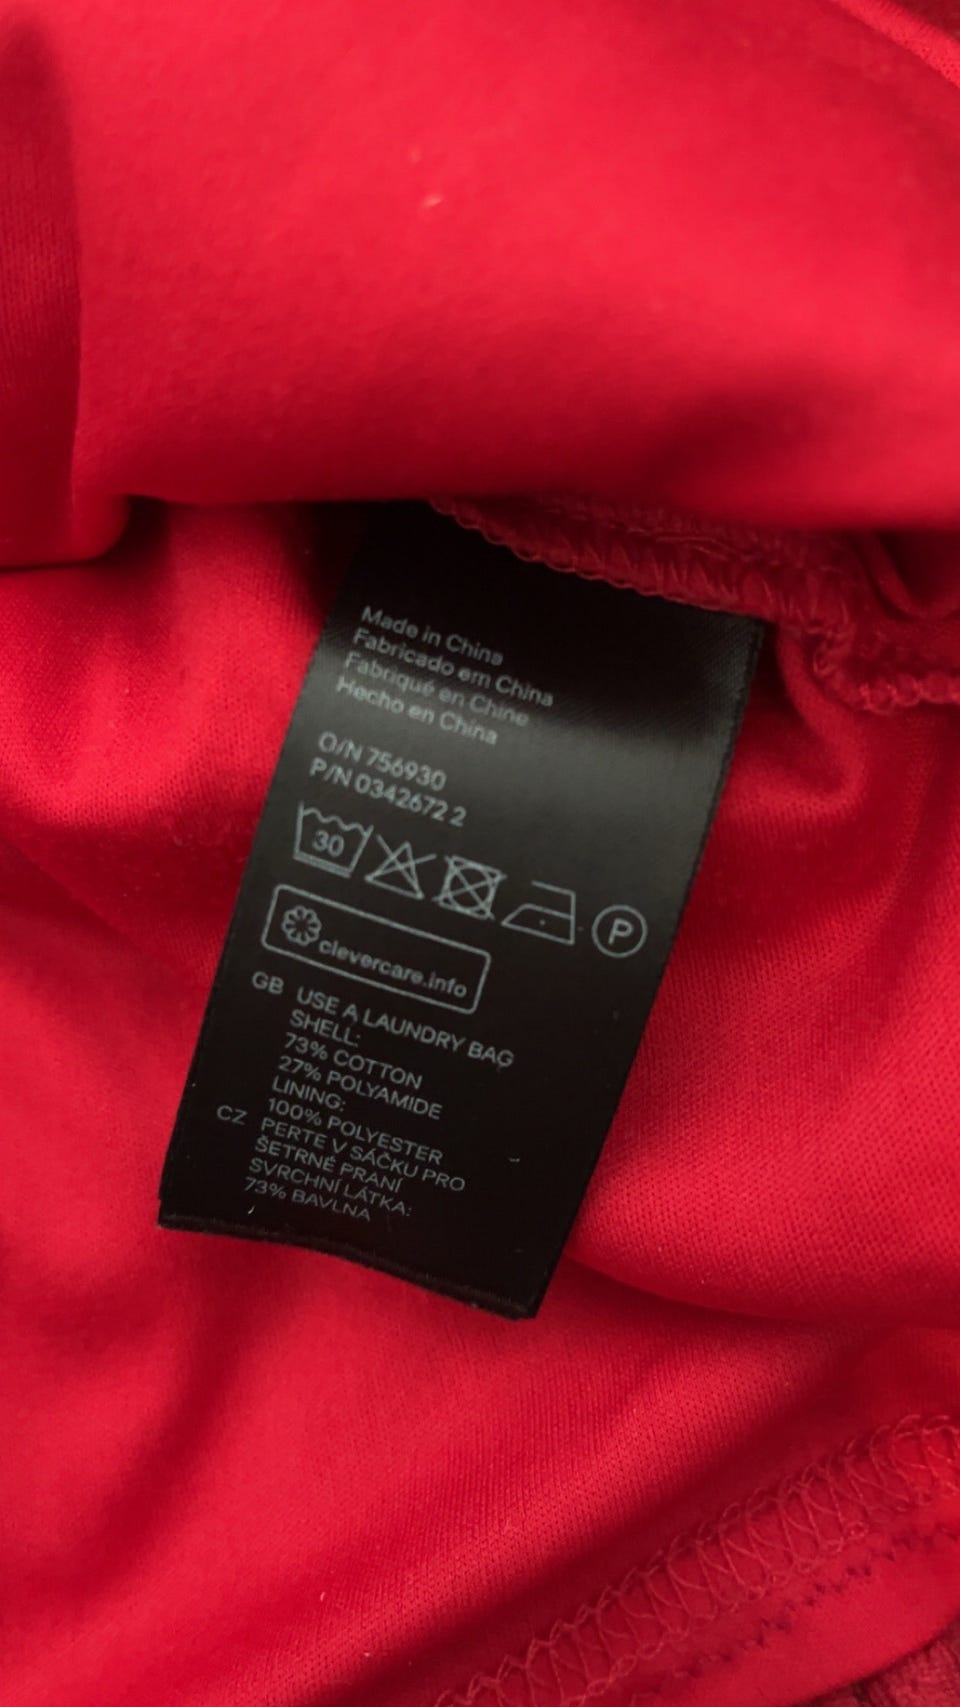 Made in China
Fabricado em China
Fabriqué en Chine
Hecho en China
O/N 756930
P/N 0342672 2
30
P
clevercare.info
GB USE A LAUNDRY BAG
SHELL:
73% COTTON
27% POLYAMIDE
LINING:
100% POLYESTER
CZ PERTE V SÁČKU PRO
ŠETRNÉ PRANÍ
SVRCHNÍ LÁTKA:
73% BAVLNA